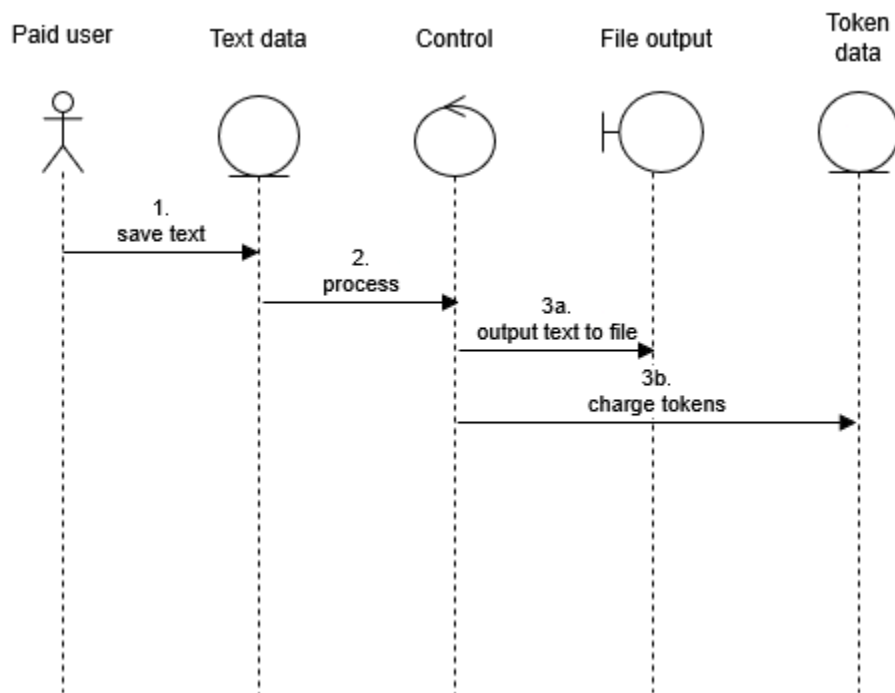 Paid user
Text data
Control
File output
Token
data
1.
save text
2.
process
3a.
output text to file
3b.
charge tokens